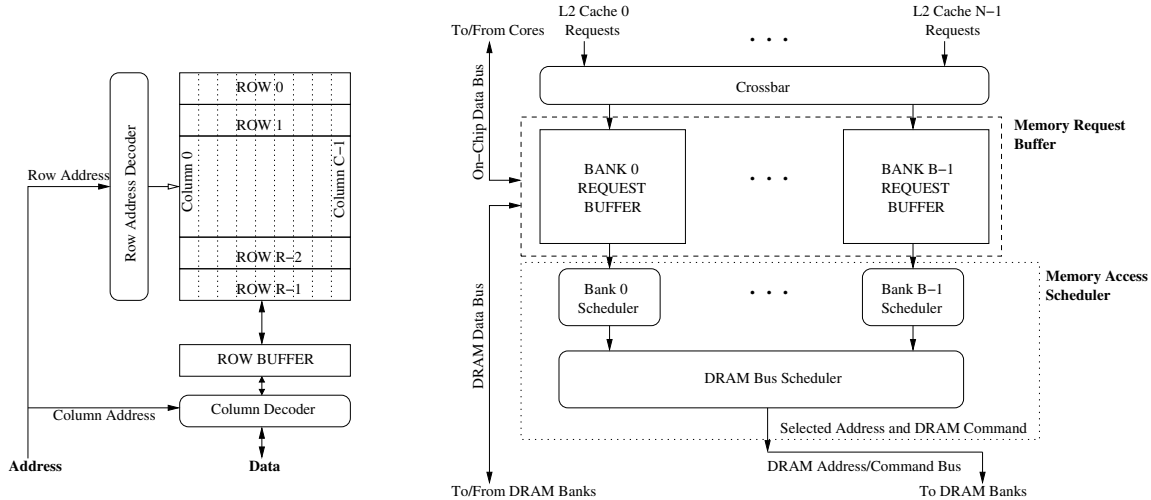 ROW 0
ROW 1
Column 0
Column C−1
Row Address Decoder
Row Address
ROW R−2
ROW R−1
ROW BUFFER
Column Address
Column Decoder
Address
Data
L2 Cache 0
Requests
. . .
L2 Cache N−1
Requests
To/From Cores
Crossbar
On−Chip Data Bus
Memory Request
Buffer
BANK 0
REQUEST
BUFFER
. . .
BANK B−1
REQUEST
BUFFER
Memory Access
Scheduler
Bank 0
Scheduler
. . .
Bank B−1
Scheduler
DRAM Data Bus
DRAM Bus Scheduler
Selected Address and DRAM Command
DRAM Address/Command Bus
To/From DRAM Banks
To DRAM Banks